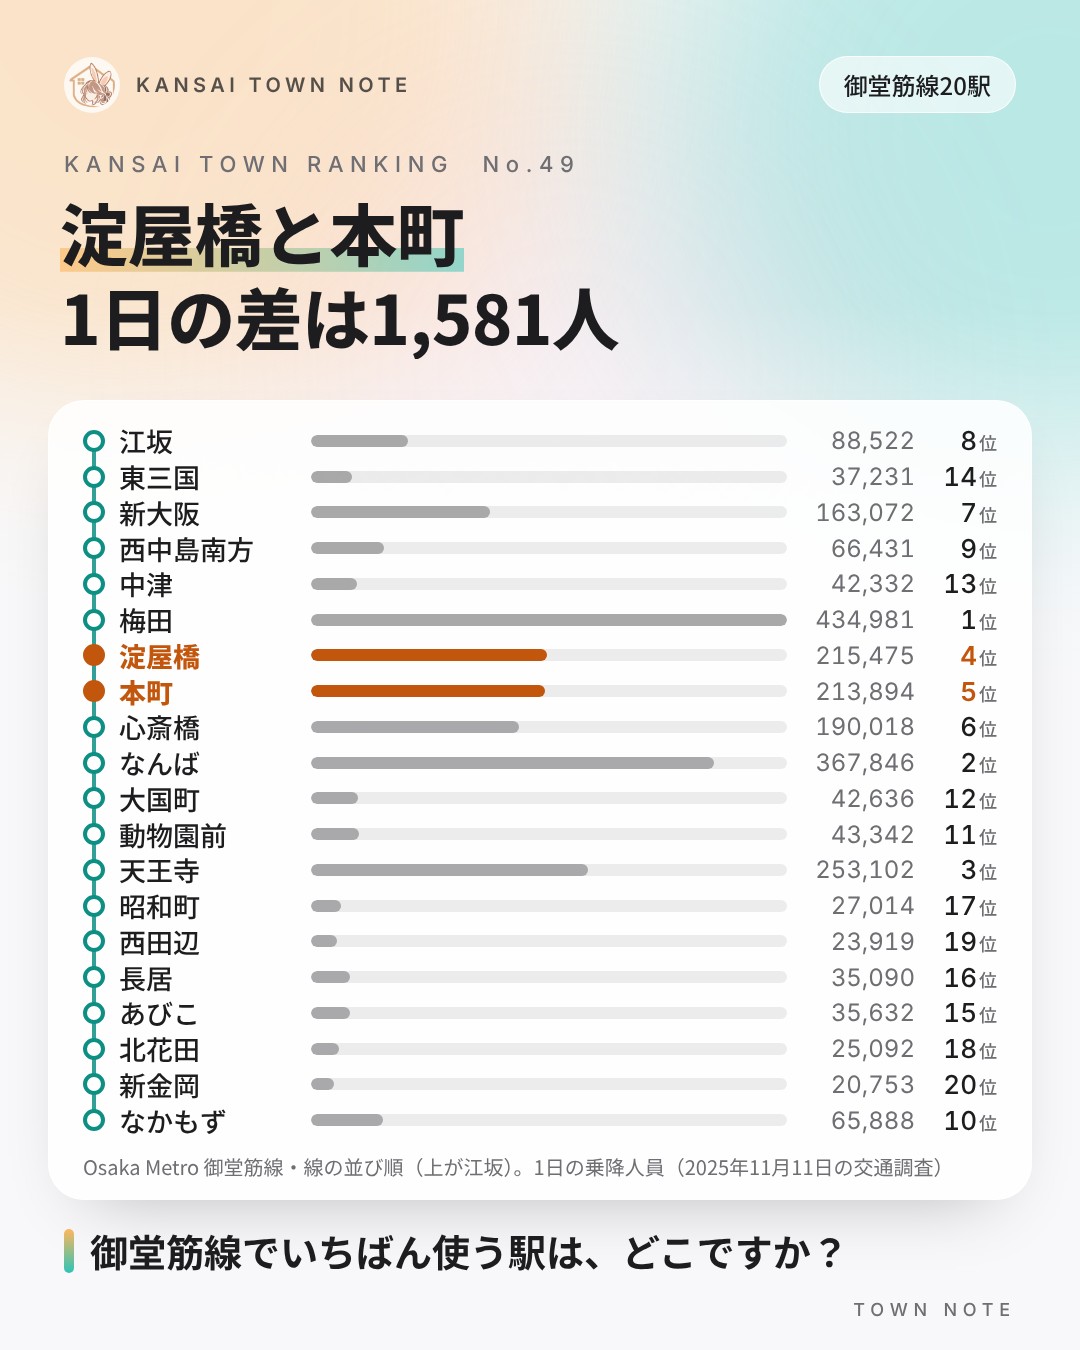 KANSAI TOWN NOTE
御堂筋線20駅
KANSAI TOWN RANKING No.49
淀屋橋と本町
1日の差は1,581人
江坂 88,522 8位
東三国 37,231 14位
新大阪 163,072 7位
西中島南方 66,431 9位
中津 42,332 13位
梅田 434,981 1位
淀屋橋 215,475 4位
本町 213,894 5位
心斎橋 190,018 6位
なんば 367,846 2位
大国町 42,636 12位
動物園前 43,342 11位
天王寺 253,102 3位
昭和町 27,014 17位
西田辺 23,919 19位
長居 35,090 16位
あびこ 35,632 15位
北花田 25,092 18位
新金岡 20,753 20位
なかもず 65,888 10位
Osaka Metro 御堂筋線・線の並び順（上が江坂）。1日の乗降人員（2025年11月11日の交通調査）
御堂筋線でいちばん使う駅は、どこですか？
TOWN NOTE